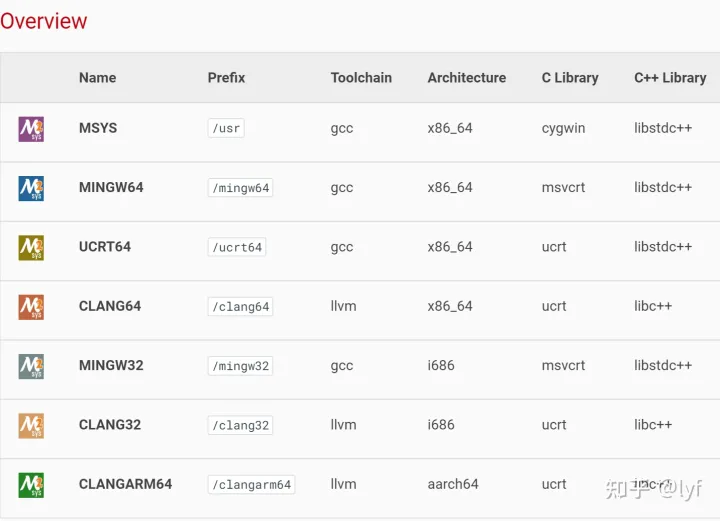 Overview
Name Prefix Toolchain Architecture C Library C++ Library
MSYS /usr gcc x86_64 cygwin libstdc++
MINGW64 /mingw64 gcc x86_64 msvcrt libstdc++
UCRT64 /ucrt64 gcc x86_64 ucrt libstdc++
CLANG64 /clang64 llvm x86_64 ucrt libc++
MINGW32 /mingw32 gcc i686 msvcrt libstdc++
CLANG32 /clang32 llvm i686 ucrt libc++
CLANGARM64 /clangarm64 llvm aarch64 ucrt libc++
知乎 @lyf